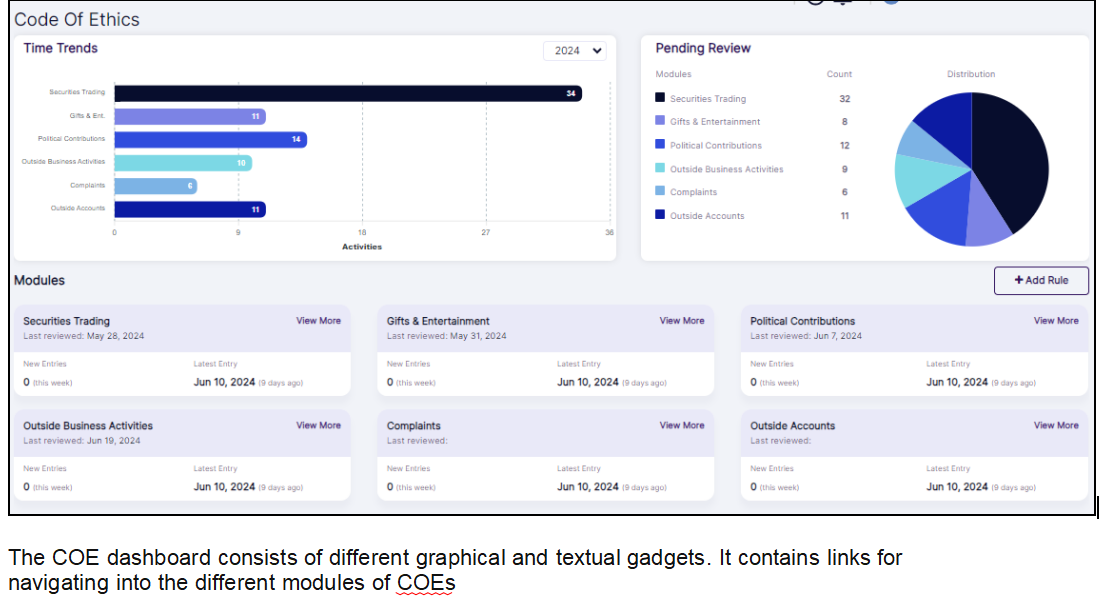 Code Of Ethics
Time Trends
2024
Securities Trading
34
Gifts & Ent.
11
Political Contributions
14
Outside Business Activities
10
Complaints
6
Outside Accounts
11
0 9 18 27 36
Activities
Pending Review
Modules Count Distribution
Securities Trading 32
Gifts & Entertainment 8
Political Contributions 12
Outside Business Activities 9
Complaints 6
Outside Accounts 11
Modules
+ Add Rule
Securities Trading View More
Last reviewed: May 28, 2024
New Entries Latest Entry
0 (this week) Jun 10, 2024 (9 days ago)
Gifts & Entertainment View More
Last reviewed: May 31, 2024
New Entries Latest Entry
0 (this week) Jun 10, 2024 (9 days ago)
Political Contributions View More
Last reviewed: Jun 7, 2024
New Entries Latest Entry
0 (this week) Jun 10, 2024 (9 days ago)
Outside Business Activities View More
Last reviewed: Jun 19, 2024
New Entries Latest Entry
0 (this week) Jun 10, 2024 (9 days ago)
Complaints View More
Last reviewed:
New Entries Latest Entry
0 (this week) Jun 10, 2024 (9 days ago)
Outside Accounts View More
Last reviewed:
New Entries Latest Entry
0 (this week) Jun 10, 2024 (9 days ago)
The COE dashboard consists of different graphical and textual gadgets. It contains links for
navigating into the different modules of COEs